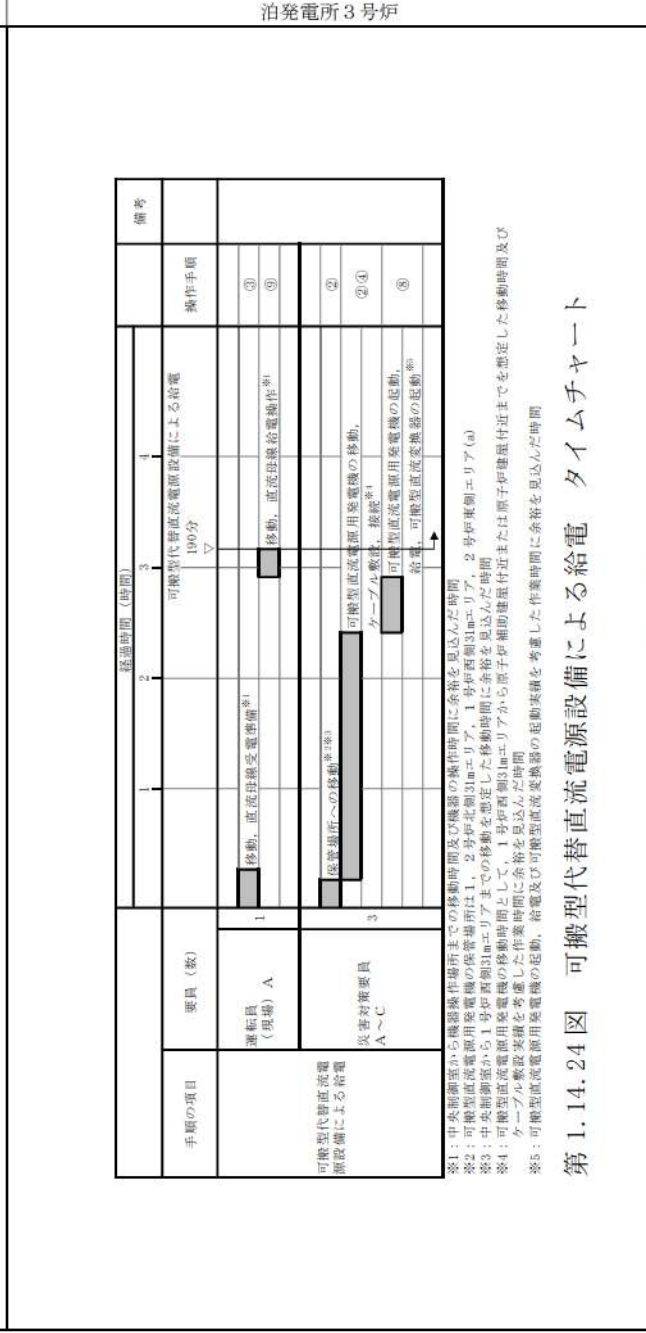 泊発電所3号炉
経過時間(時間)
備考
1
2
3
4
手順の項目
要員(数)
可搬型代替直流電源設備による給電
190分
▽
操作手順
可搬型代替直流電
源設備による給電
運転員
(現場)A
1
移動,直流母線受電準備※1
③
移動,直流母線給電操作※1
⑨
災害対策要員
A~C
3
保管場所への移動※2※3
②
可搬型直流電源用発電機の移動,
ケーブル敷設,接続※4
②④
可搬型直流電源用発電機の起動,
給電,可搬型直流変換器の起動※5
⑧
※1:中央制御室から機器操作場所までの移動時間及び機器の操作時間に余裕を見込んだ時間
※2:可搬型直流電源用発電機の保管場所は1,2号炉北側31mエリア,1号炉西側31mエリア,2号炉東側エリア(a)
※3:中央制御室から1号炉西側31mエリアまでの移動を想定した移動時間に余裕を見込んだ時間
※4:可搬型直流電源用発電機の移動時間として,1号炉西側31mエリアから原子炉補助建屋付近または原子炉建屋付近までを想定した移動時間及び
ケーブル敷設実績を考慮した作業時間に余裕を見込んだ時間
※5:可搬型直流電源用発電機の起動,給電及び可搬型直流変換器の起動実績を考慮した作業時間に余裕を見込んだ時間
第1.14.24図 可搬型代替直流電源設備による給電 タイムチャート